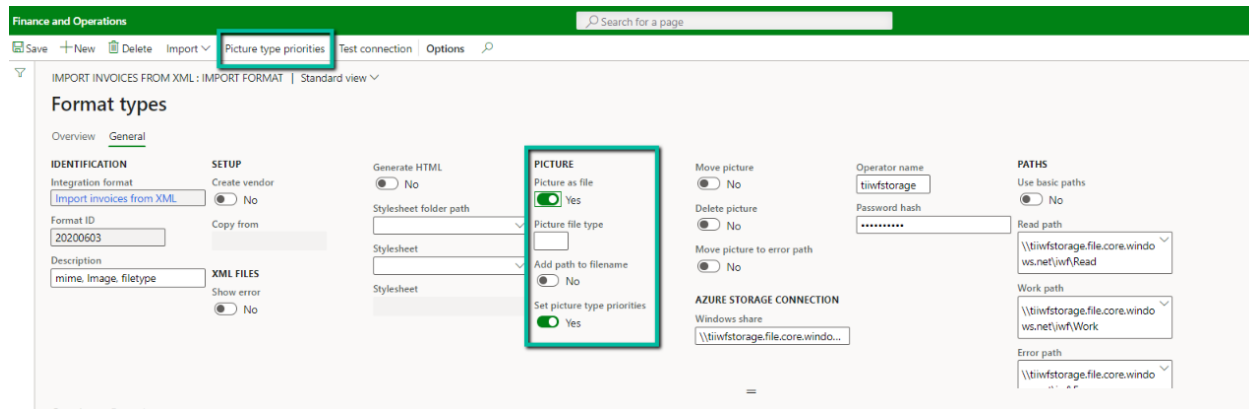 Finance and Operations
Search for a page
Save New Delete Import Picture type priorities Test connection Options
IMPORT INVOICES FROM XML : IMPORT FORMAT | Standard view
Format types
Overview General
IDENTIFICATION
Integration format
Import invoices from XML
Format ID
20200603
Description
mime, Image, filetype
SETUP
Create vendor
No
Copy from
XML FILES
Show error
No
Generate HTML
No
Stylesheet folder path
Stylesheet
Stylesheet
PICTURE
Picture as file
Yes
Picture file type
Add path to filename
No
Set picture type priorities
Yes
Move picture
No
Delete picture
No
Move picture to error path
No
AZURE STORAGE CONNECTION
Windows share
\\tiiwfstorage.file.core.windo...
Operator name
tiiwfstorage
Password hash
••••••••••
PATHS
Use basic paths
No
Read path
\\tiiwfstorage.file.core.windo
ws.net\iwf\Read
Work path
\\tiiwfstorage.file.core.windo
ws.net\iwf\Work
Error path
\\tiiwfstorage.file.core.windo